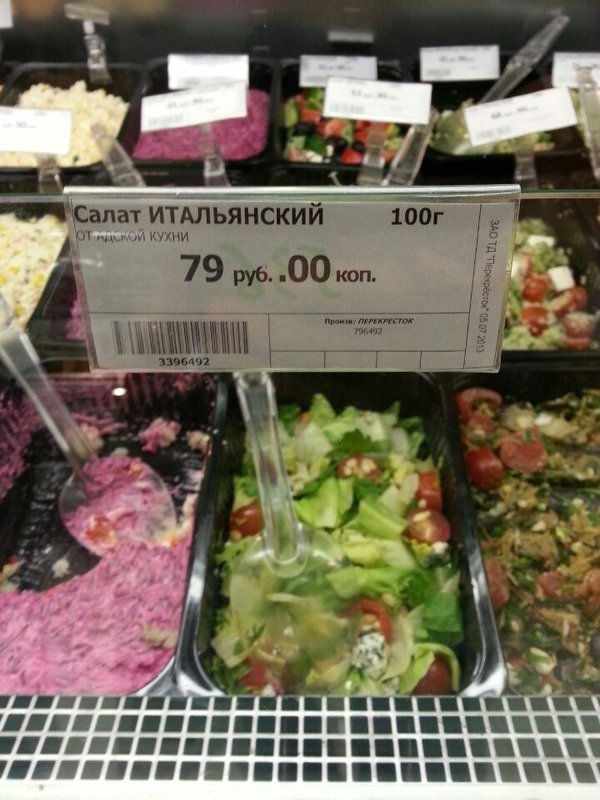 Салат ИТАЛЬЯНСКИЙ 100г
ОТ АДСКОЙ КУХНИ
79 руб..00 коп.
Произв: ПЕРЕКРЕСТОК
796492
3396492
ЗАО ТД "Перекрёсток" 05.07 2013